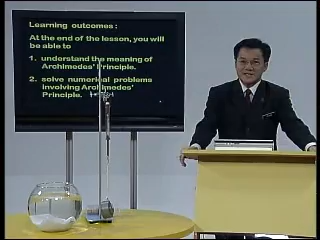 Learning outcomes :
At the end of the lesson, you will
be able to
1. understand the meaning of
Archimedes' Principle.
2. solve numerical problems
involving Archimedes'
Principle.